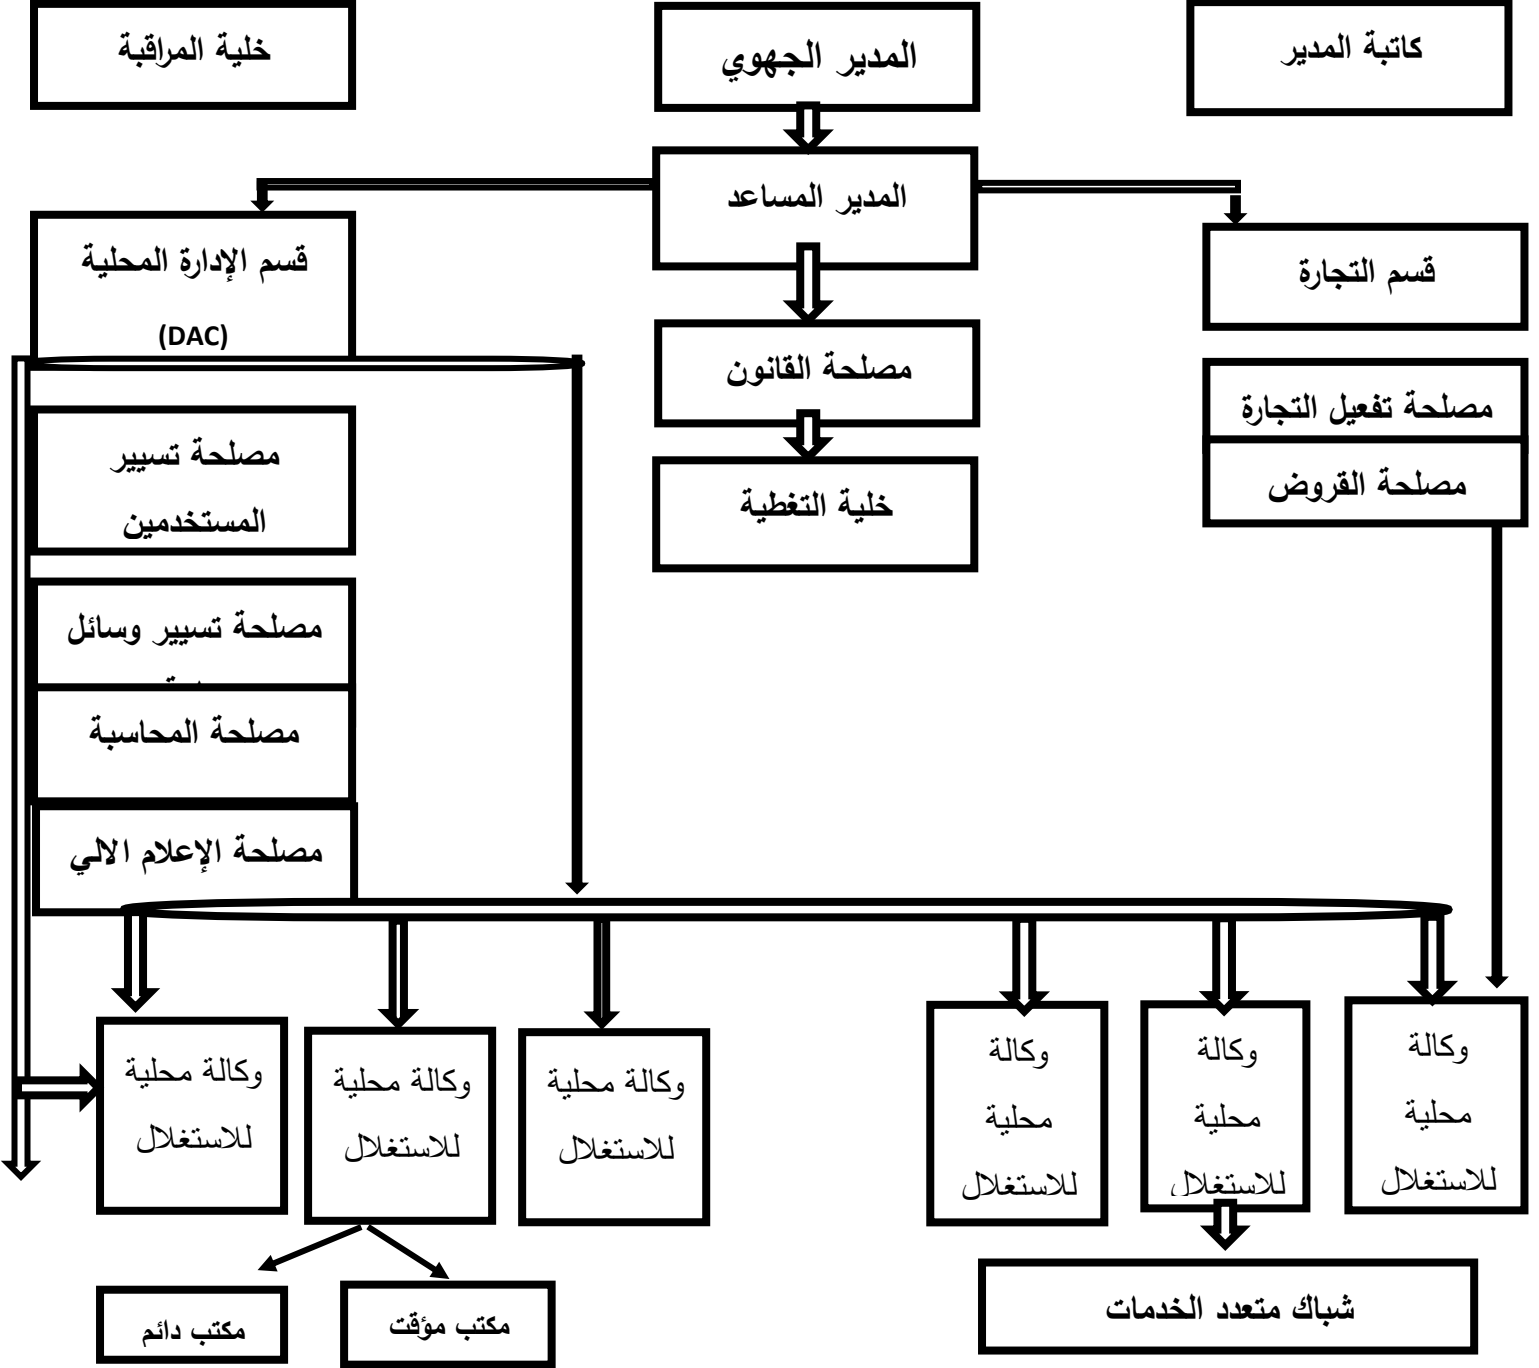 كاتبة المدير
المدير الجهوي
خلية المراقبة
المدير المساعد
قسم التجارة
قسم الإدارة المحلية
(DAC)
مصلحة القانون
مصلحة تفعيل التجارة
مصلحة القروض
خلية التغطية
مصلحة تسيير
المستخدمين
مصلحة تسيير وسائل
مصلحة المحاسبة
مصلحة الإعلام الالي
وكالة
محلية
للاستغلال
وكالة
محلية
للاستغلال
وكالة
محلية
للاستغلال
وكالة محلية
للاستغلال
وكالة محلية
للاستغلال
وكالة محلية
للاستغلال
شباك متعدد الخدمات
مكتب مؤقت
مكتب دائم